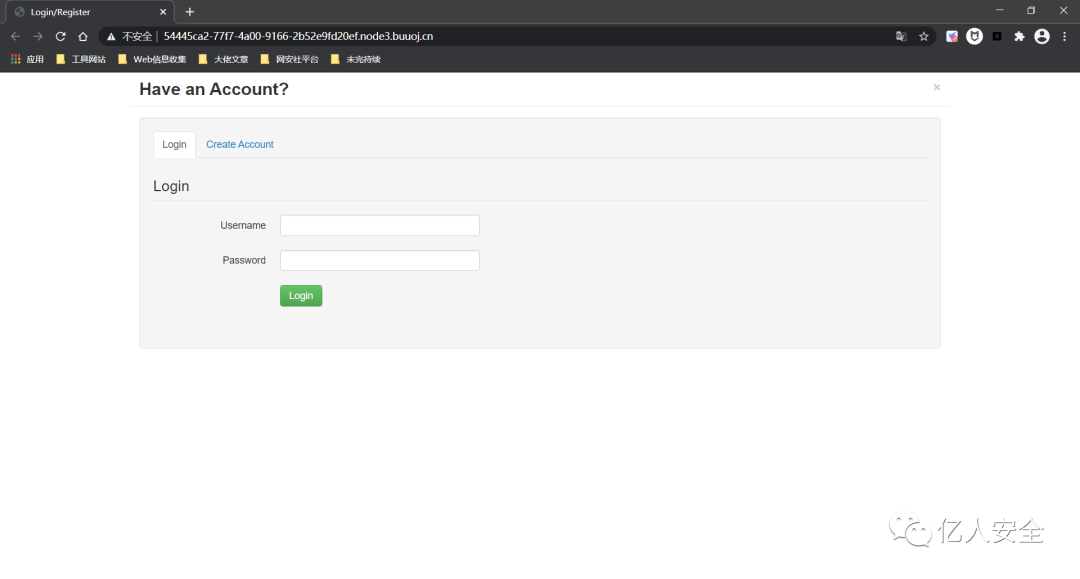 Login/Register
不安全 | 54445ca2-77f7-4a00-9166-2b52e9fd20ef.node3.buuoj.cn
应用 工具网站 Web信息收集 大佬文章 网安社平台 未完待续
Have an Account? ×
Login Create Account
Login
Username
Password
Login
亿人安全